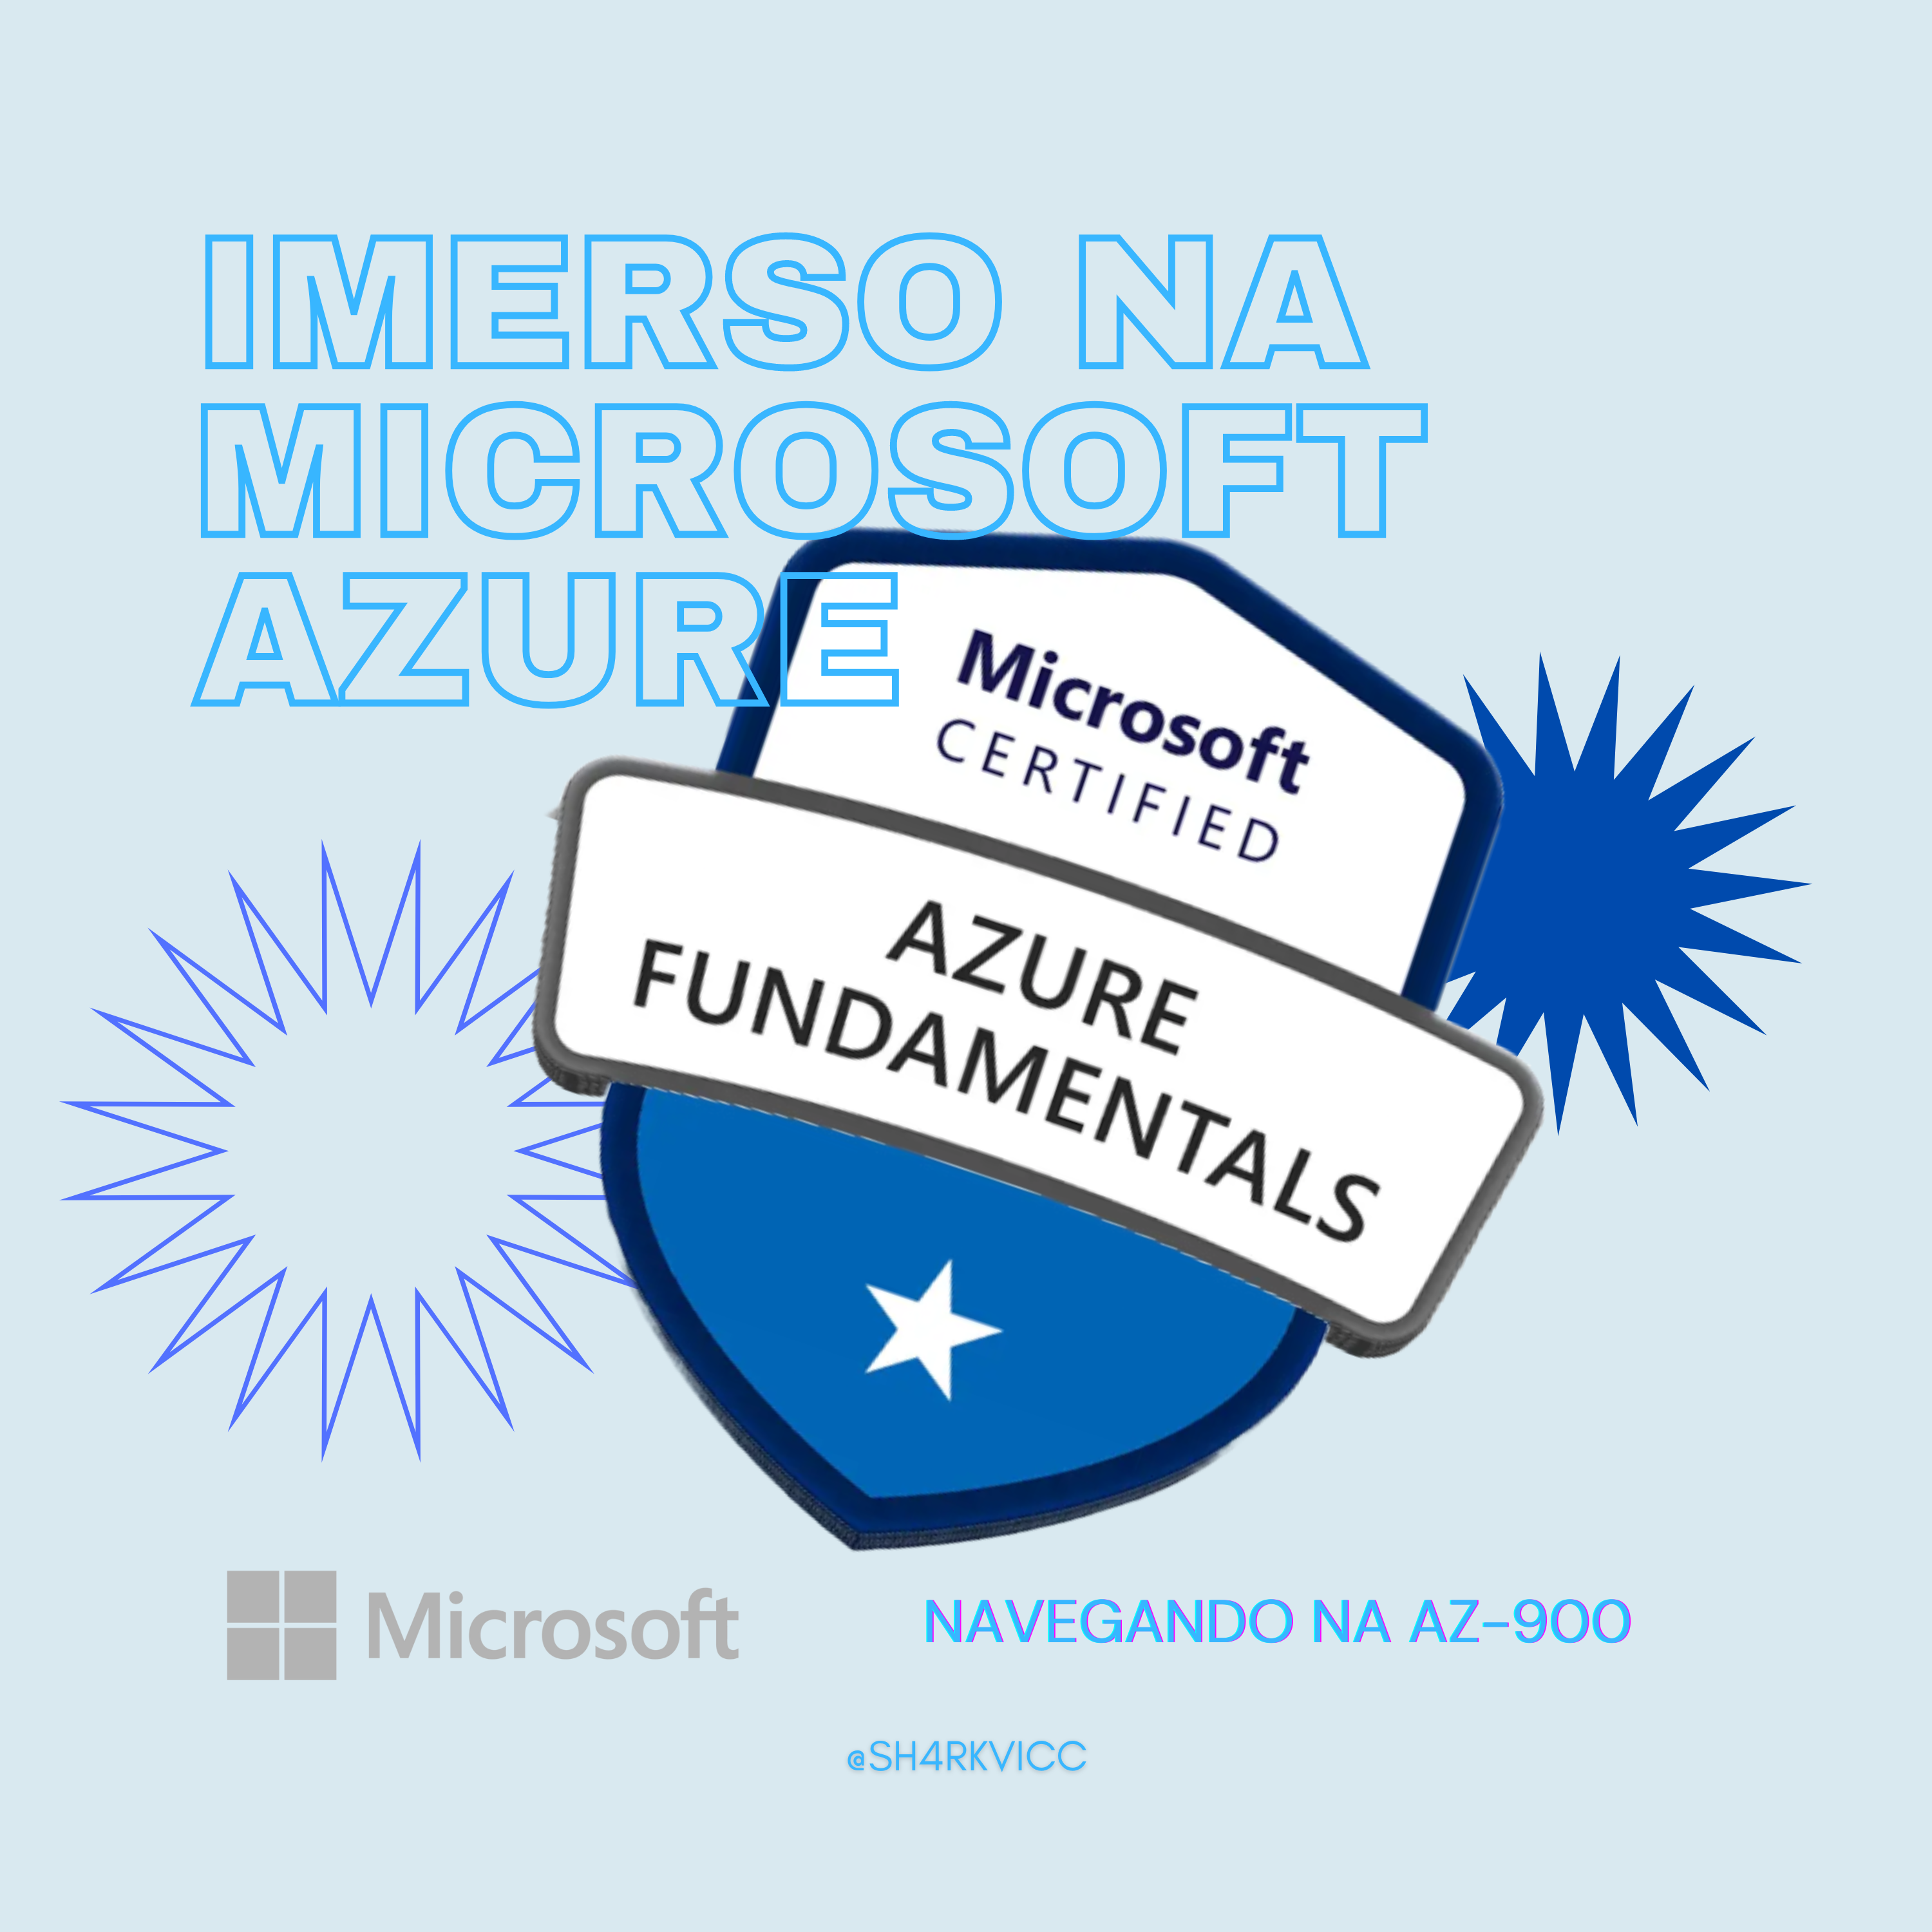 IMERSO NA
MICROSOFT
AZURE
Microsoft
CERTIFIED
AZURE
FUNDAMENTALS
Microsoft
NAVEGANDO NA AZ-900
@SH4RKVICC